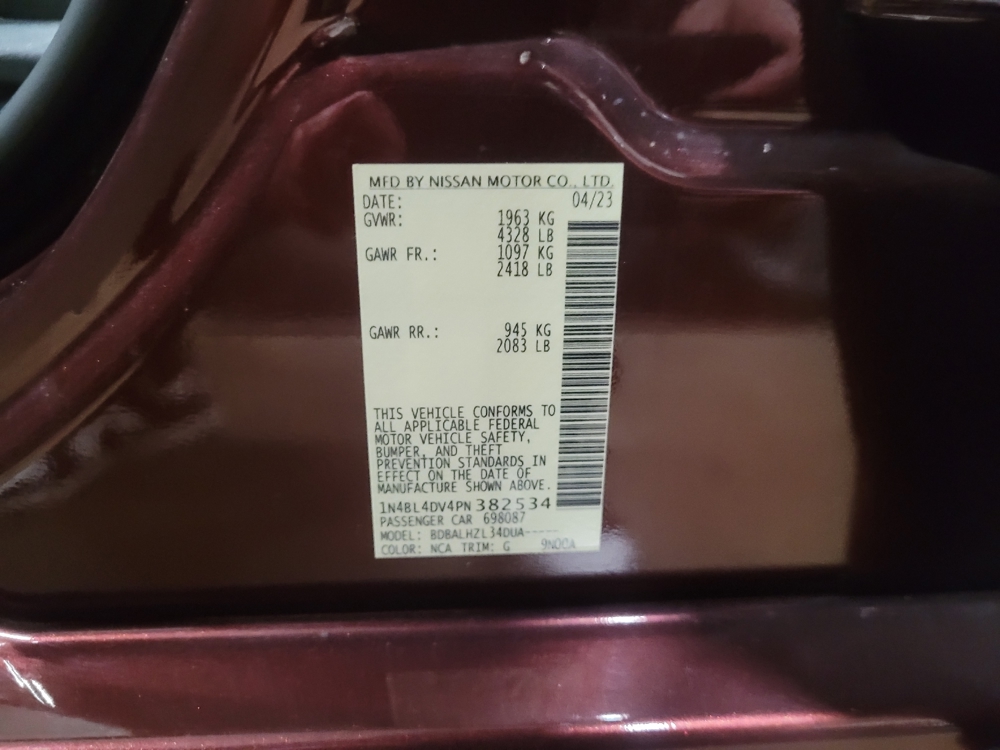 MFD BY NISSAN MOTOR CO., LTD.
DATE: 04/23
GVWR: 1963 KG
4328 LB
GAWR FR.: 1097 KG
2418 LB
GAWR RR.: 945 KG
2083 LB
THIS VEHICLE CONFORMS TO
ALL APPLICABLE FEDERAL
MOTOR VEHICLE SAFETY,
BUMPER, AND THEFT
PREVENTION STANDARDS IN
EFFECT ON THE DATE OF
MANUFACTURE SHOWN ABOVE.
1N4BL4DV4PN382534
PASSENGER CAR 698087
MODEL: BDBALHZL34DUA-----
COLOR: NCA TRIM: G